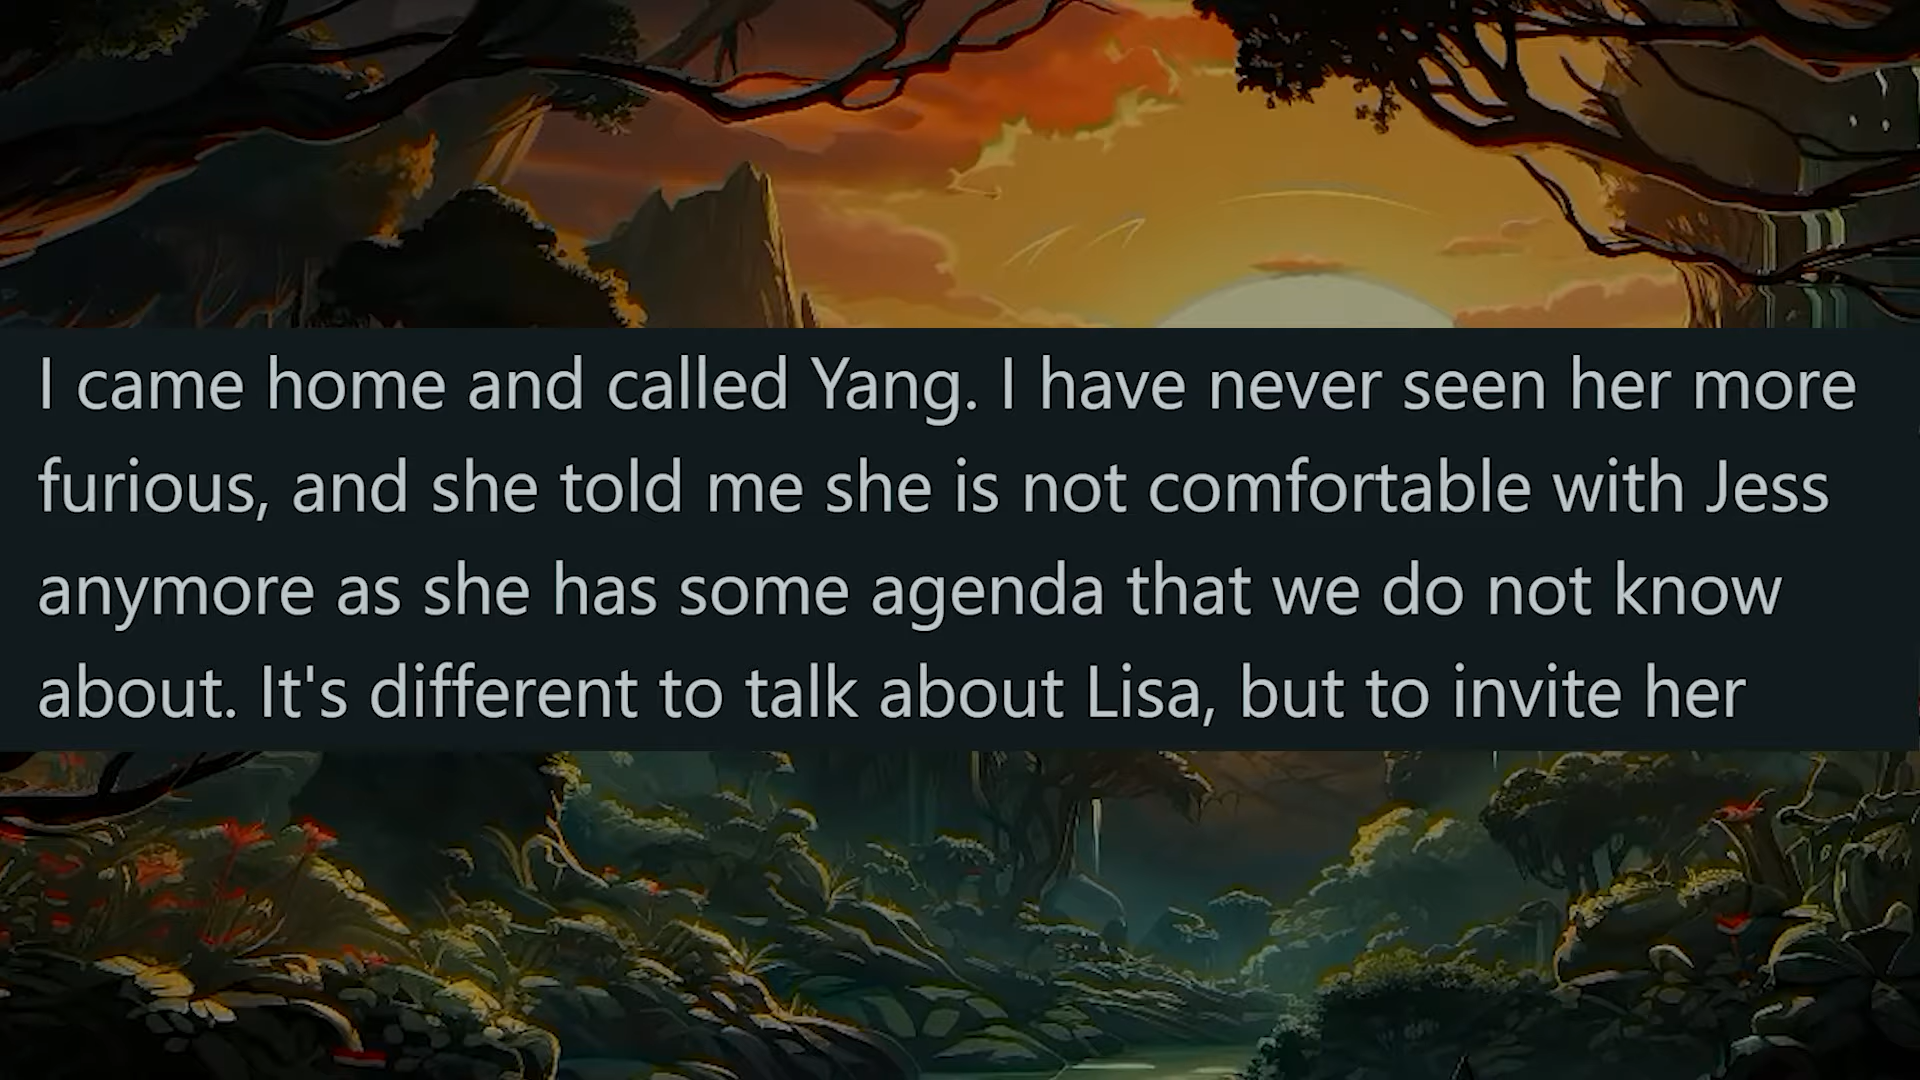 I came home and called Yang. I have never seen her more
furious, and she told me she is not comfortable with Jess
anymore as she has some agenda that we do not know
about. It's different to talk about Lisa, but to invite her